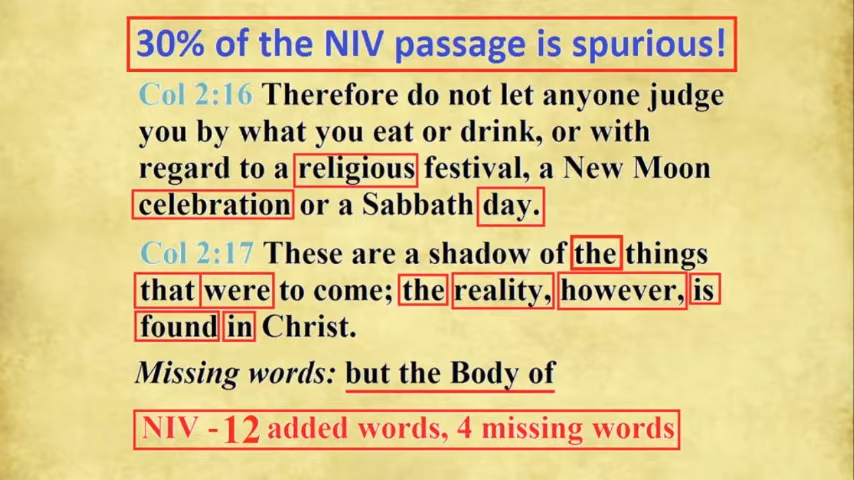 30% of the NIV passage is spurious!
Col 2:16 Therefore do not let anyone judge
you by what you eat or drink, or with
regard to a religious festival, a New Moon
celebration or a Sabbath day.
Col 2:17 These are a shadow of the things
that were to come; the reality, however, is
found in Christ.
Missing words: but the Body of
NIV - 12 added words, 4 missing words